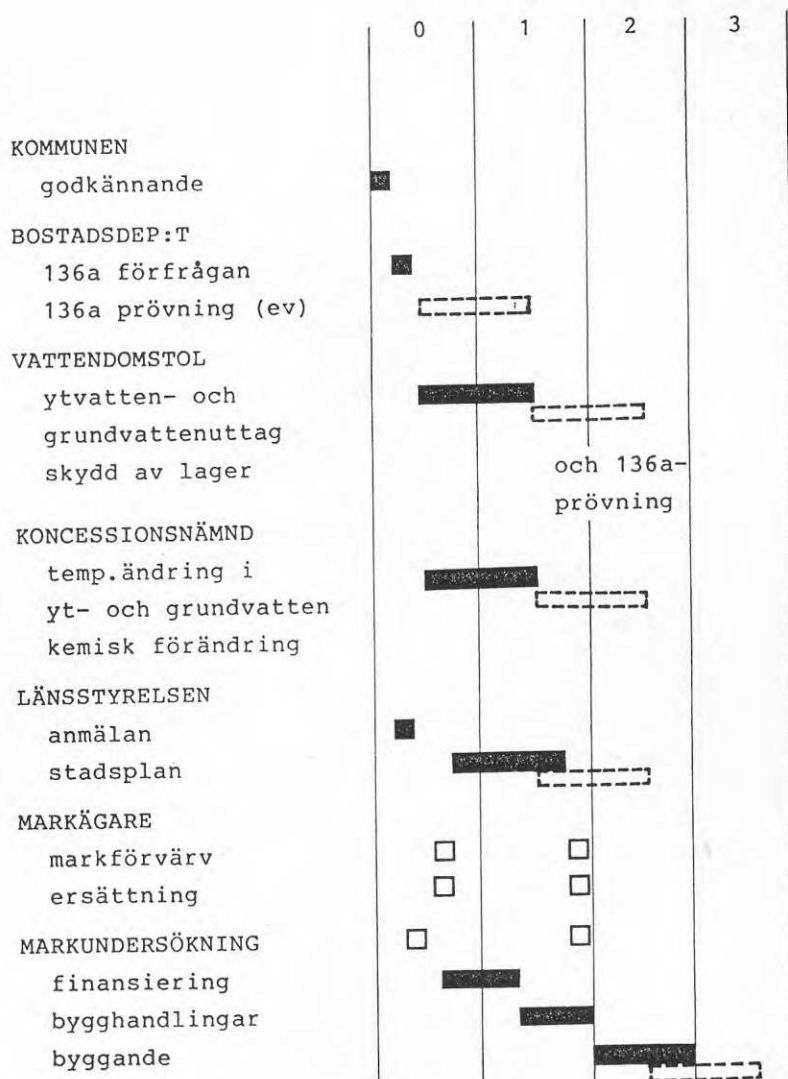 0 1 2 3
KOMMUNEN
godkännande
BOSTADSDEP:T
136a förfrågan
136a prövning (ev)
VATTENDOMSTOL
ytvatten- och
grundvattenuttag
skydd av lager
och 136a-
prövning
KONCESSIONSNÄMND
temp.ändring i
yt- och grundvatten
kemisk förändring
LÄNSSTYRELSEN
anmälan
stadsplan
MARKÄGARE
markförvärv
ersättning
MARKUNDERSÖKNING
finansiering
bygghandlingar
byggande